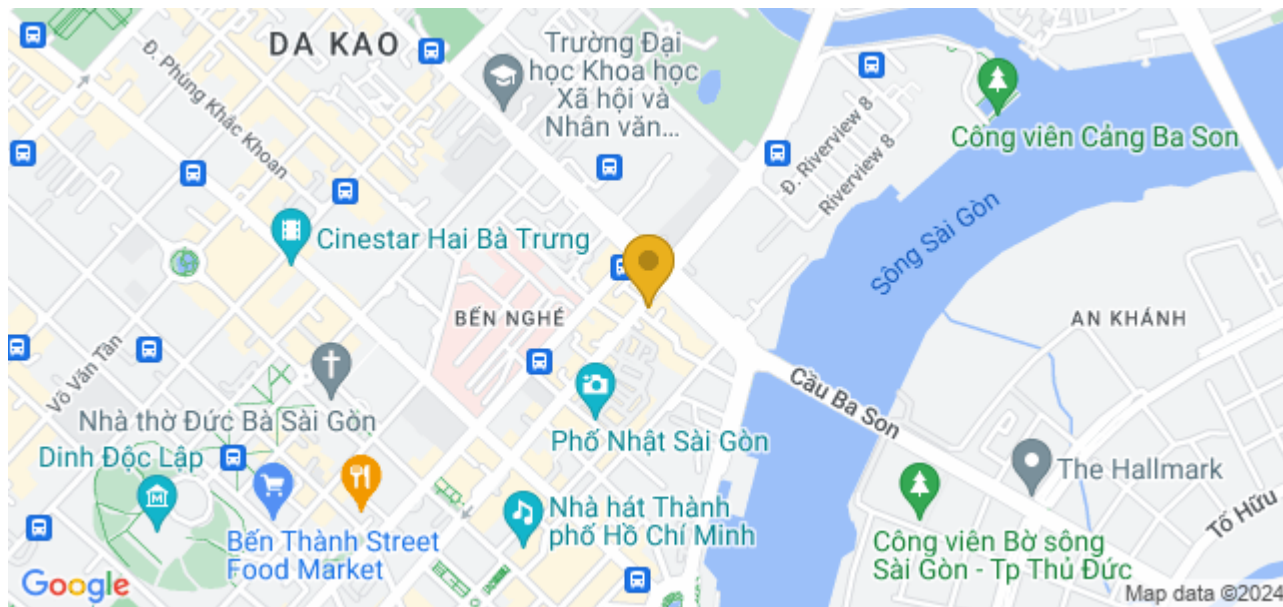 DA KAO
Trường Đại
học Khoa học
Xã hội và
Nhân văn...
Đ. Phùng Khắc Khoan
Đ. Riverview 8
Riverview 8
Công viên Cảng Ba Son
Cinestar Hai Bà Trưng
Sông Sài Gòn
BẾN NGHÉ
AN KHÁNH
Võ Văn Tần
Nhà thờ Đức Bà Sài Gòn
Cầu Ba Son
Phố Nhật Sài Gòn
Dinh Độc Lập
The Hallmark
Nhà hát Thành
phố Hồ Chí Minh
Tố Hữu
Bến Thành Street
Food Market
Công viên Bờ sông
Sài Gòn - Tp Thủ Đức
Google
Map data ©2024